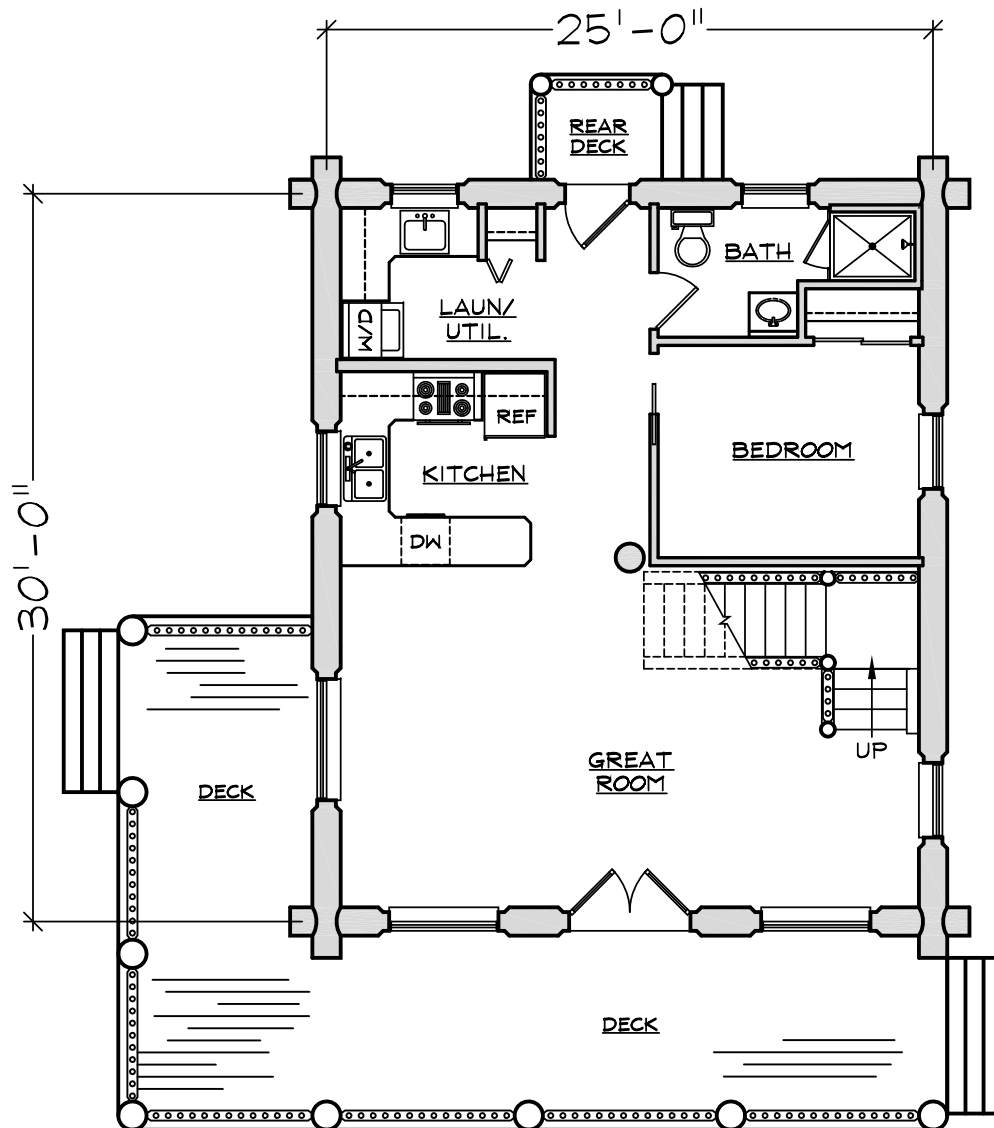 25'-0"
REAR
DECK
BATH
LAUN/
UTIL.
C/M
REF
BEDROOM
KITCHEN
30'-0"
DW
UP
GREAT
ROOM
DECK
DECK